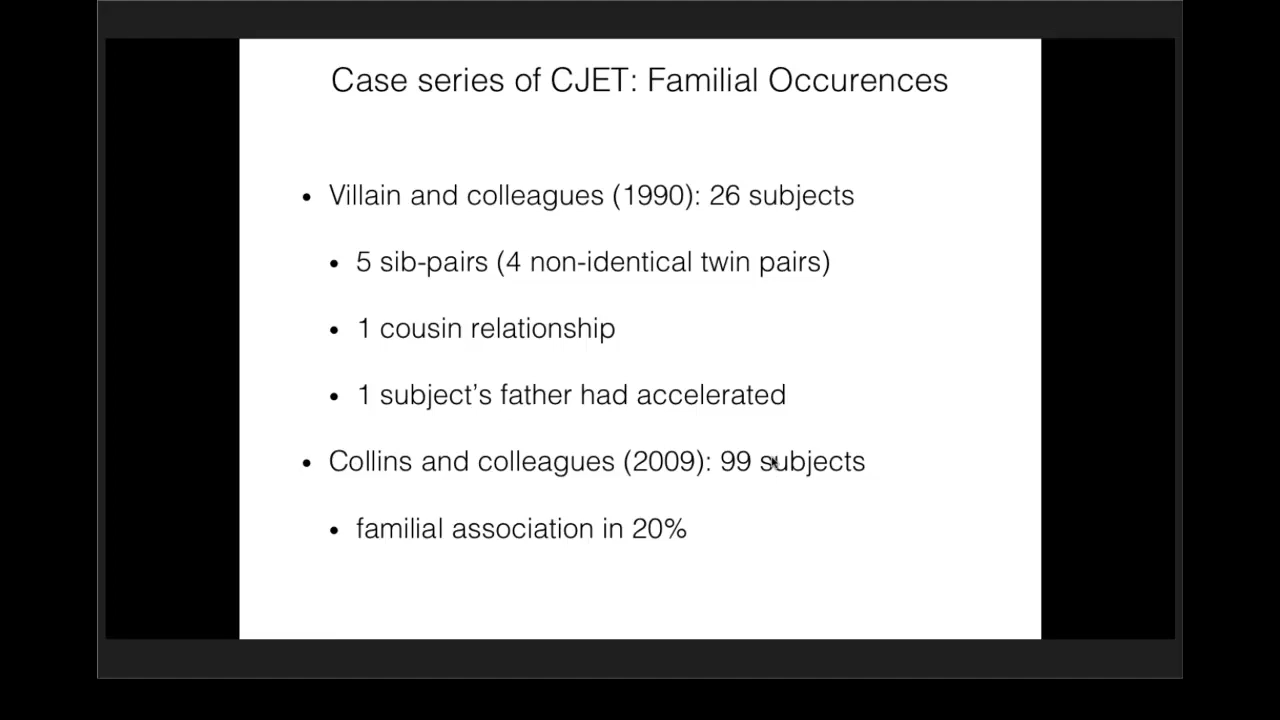 Case series of CJET: Familial Occurences
• Villain and colleagues (1990): 26 subjects
• 5 sib-pairs (4 non-identical twin pairs)
• 1 cousin relationship
• 1 subject’s father had accelerated
• Collins and colleagues (2009): 99 subjects
• familial association in 20%